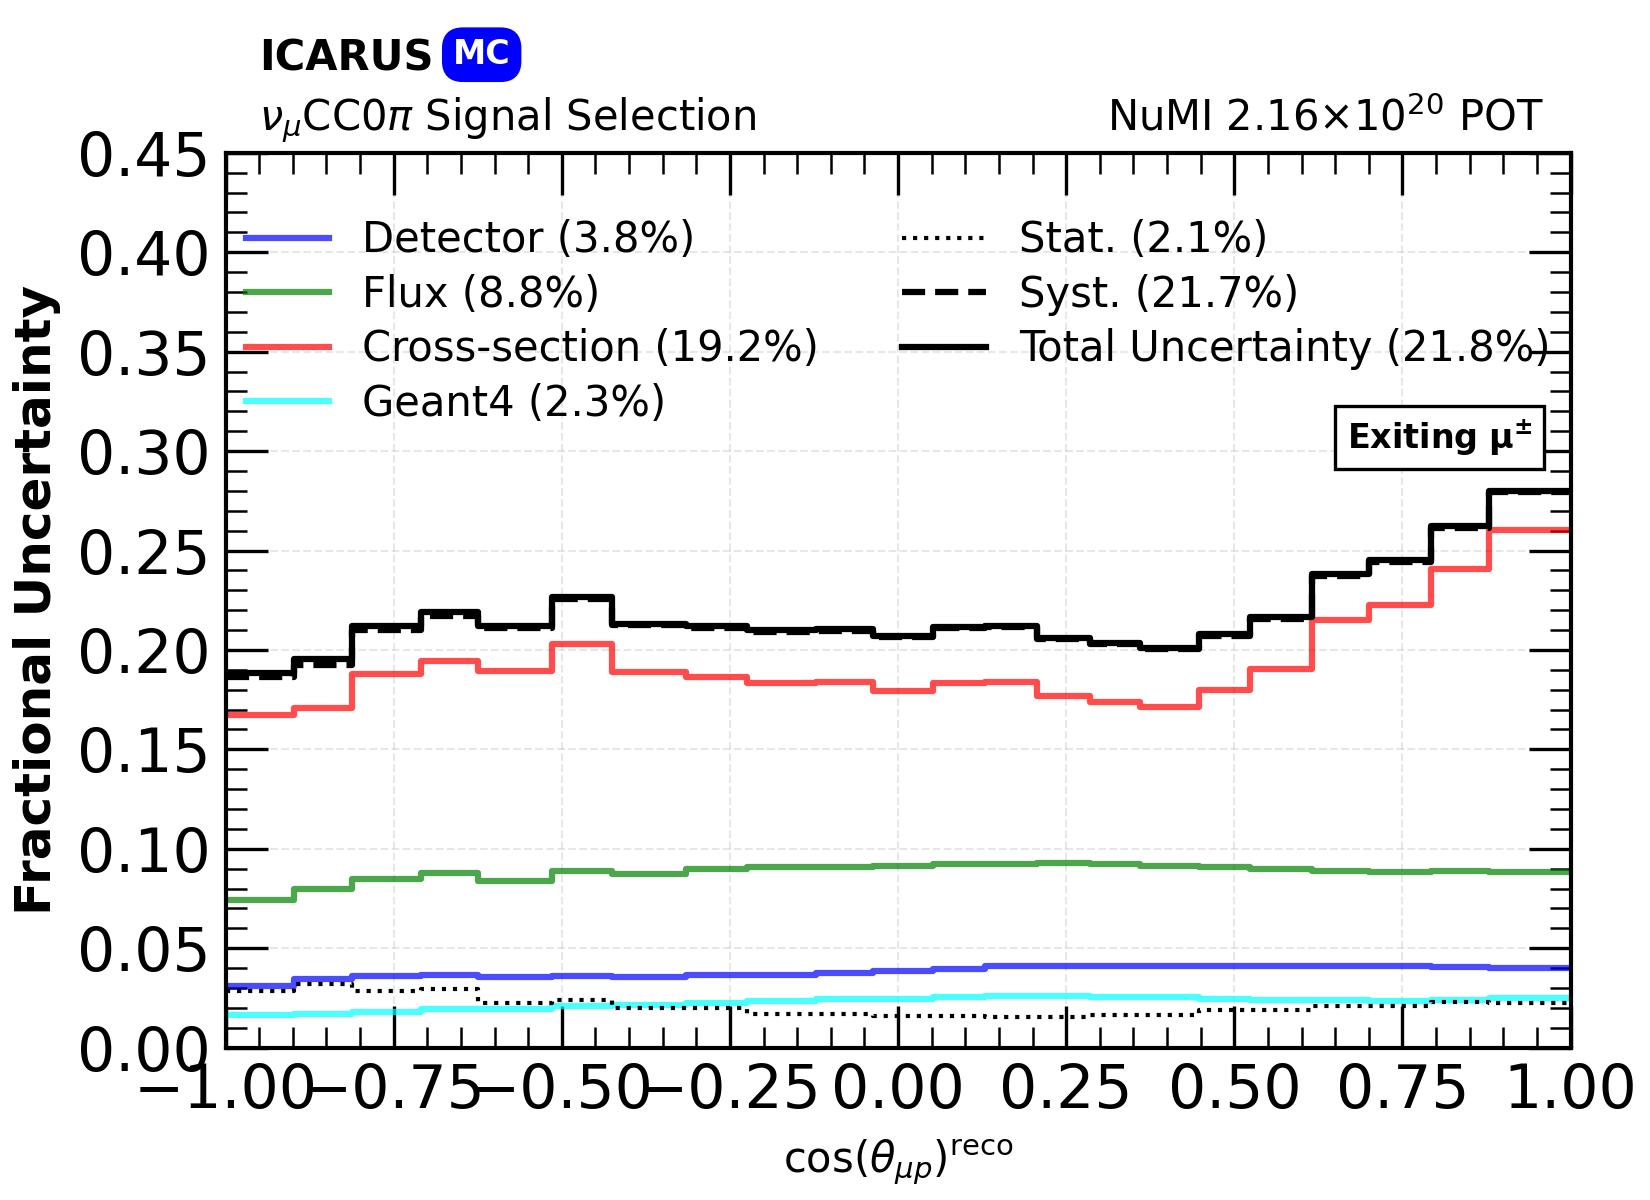 ICARUS MC
νμCC0π Signal Selection
NuMI 2.16×10²⁰ POT
Fractional Uncertainty
0.45
0.40
0.35
0.30
0.25
0.20
0.15
0.10
0.05
0.00
Detector (3.8%)
Flux (8.8%)
Cross-section (19.2%)
Geant4 (2.3%)
Stat. (2.1%)
Syst. (21.7%)
Total Uncertainty (21.8%)
Exiting μ±
−1.00 −0.75 −0.50 −0.25 0.00 0.25 0.50 0.75 1.00
cos(θμp)reco